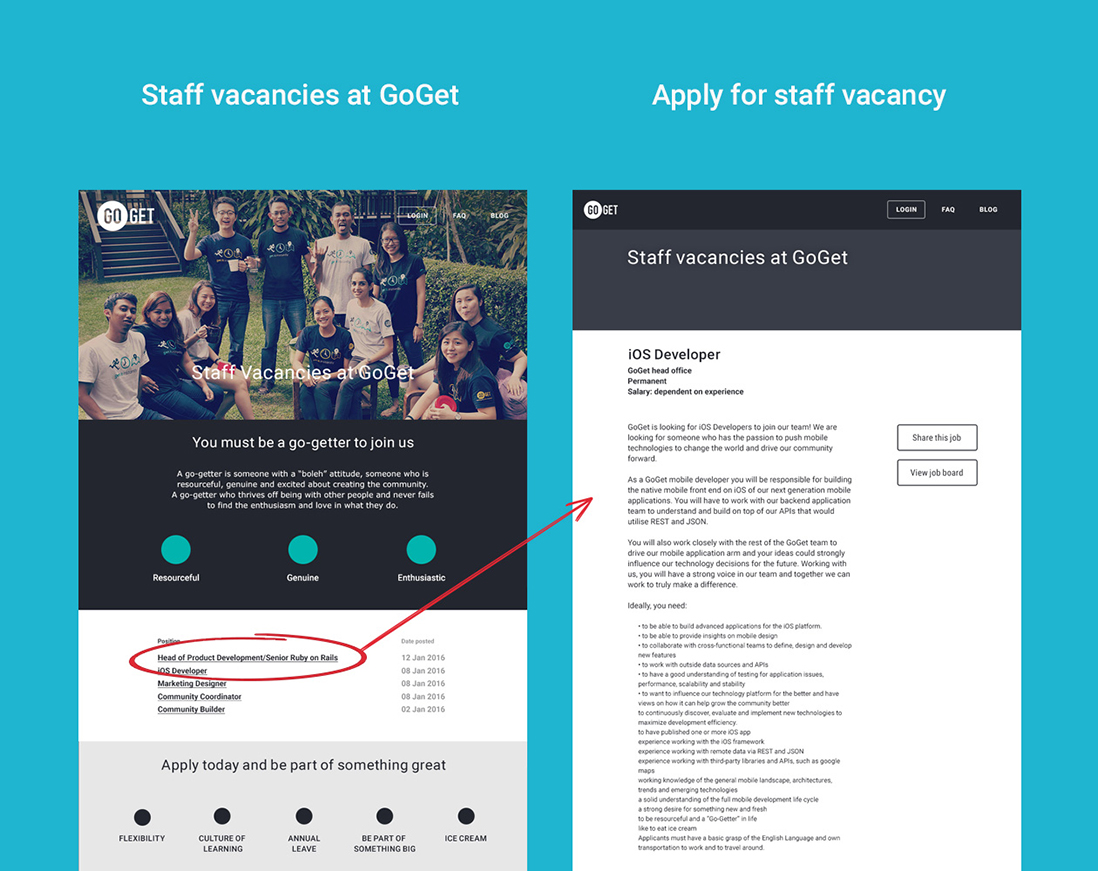 Staff vacancies at GoGet
Apply for staff vacancy
GO GET
LOGIN
FAQ
BLOG
Staff Vacancies at GoGet
You must be a go-getter to join us
A go-getter is someone with a “boleh” attitude, someone who is
resourceful, genuine and excited about creating the community.
A go-getter who thrives off being with other people and never fails
to find the enthusiasm and love in what they do.
Resourceful
Genuine
Enthusiastic
Position
Date posted
Head of Product Development/Senior Ruby on Rails
12 Jan 2016
iOS Developer
08 Jan 2016
Marketing Designer
08 Jan 2016
Community Coordinator
08 Jan 2016
Community Builder
02 Jan 2016
Apply today and be part of something great
FLEXIBILITY
CULTURE OF
LEARNING
ANNUAL
LEAVE
BE PART OF
SOMETHING BIG
ICE CREAM
GO GET
LOGIN
FAQ
BLOG
Staff vacancies at GoGet
iOS Developer
GoGet head office
Permanent
Salary: dependent on experience
GoGet is looking for iOS Developers to join our team! We are
looking for someone who has the passion to push mobile
technologies to change the world and drive our community
forward.
As a GoGet mobile developer you will be responsible for building
the native mobile front end on iOS of our next generation mobile
applications. You will have to work with our backend application
team to understand and build on top of our APIs that would
utilise REST and JSON.
You will also work closely with the rest of the GoGet team to
drive our mobile application arm and your ideas could strongly
influence our technology decisions for the future. Working with
us, you will have a strong voice in our team and together we can
work to truly make a difference.
Ideally, you need:
• to be able to build advanced applications for the iOS platform.
• to be able to provide insights on mobile design
• to collaborate with cross-functional teams to define, design and develop
new features
• to work with outside data sources and APIs
• to have a good understanding of testing for application issues,
performance, scalability and stability
• to want to influence our technology platform for the better and have
views on how it can help grow the community better
to continuously discover, evaluate and implement new technologies to
maximize development efficiency.
to have published one or more iOS app
experience working with the iOS framework
experience working with remote data via REST and JSON
experience working with third-party libraries and APIs, such as google
maps
working knowledge of the general mobile landscape, architectures,
trends and emerging technologies
a solid understanding of the full mobile development life cycle
a strong desire for something new and fresh
to be resourceful and a “Go-Getter” in life
like to eat ice cream
Applicants must have a basic grasp of the English Language and own
transportation to work and to travel around.
Share this job
View job board